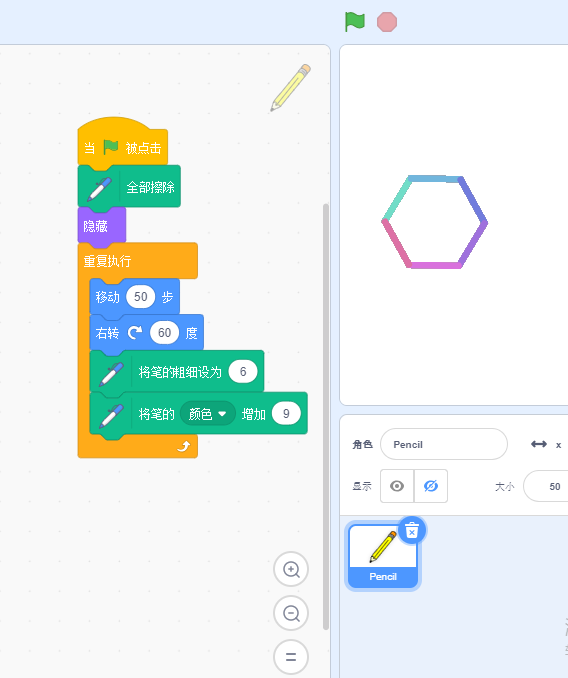 当 被点击
全部擦除
隐藏
重复执行
移动 50 步
右转 60 度
将笔的粗细设为 6
将笔的 颜色 增加 9
角色 Pencil x
显示 大小 50
Pencil